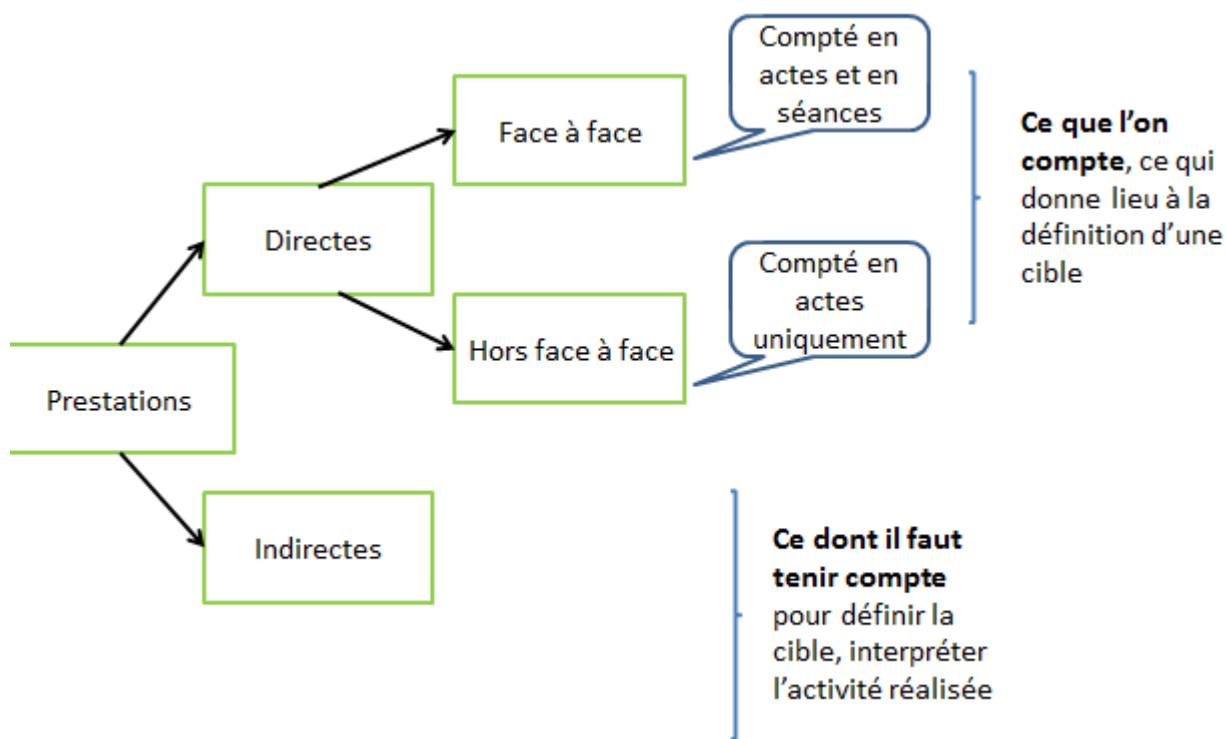 Compté en
actes et en
séances
Face à face
Ce que l’on
compte, ce qui
donne lieu à la
définition d’une
cible
Directes
Compté en
actes
uniquement
Hors face à face
Prestations
Indirectes
Ce dont il faut
tenir compte
pour définir la
cible, interpréter
l’activité réalisée